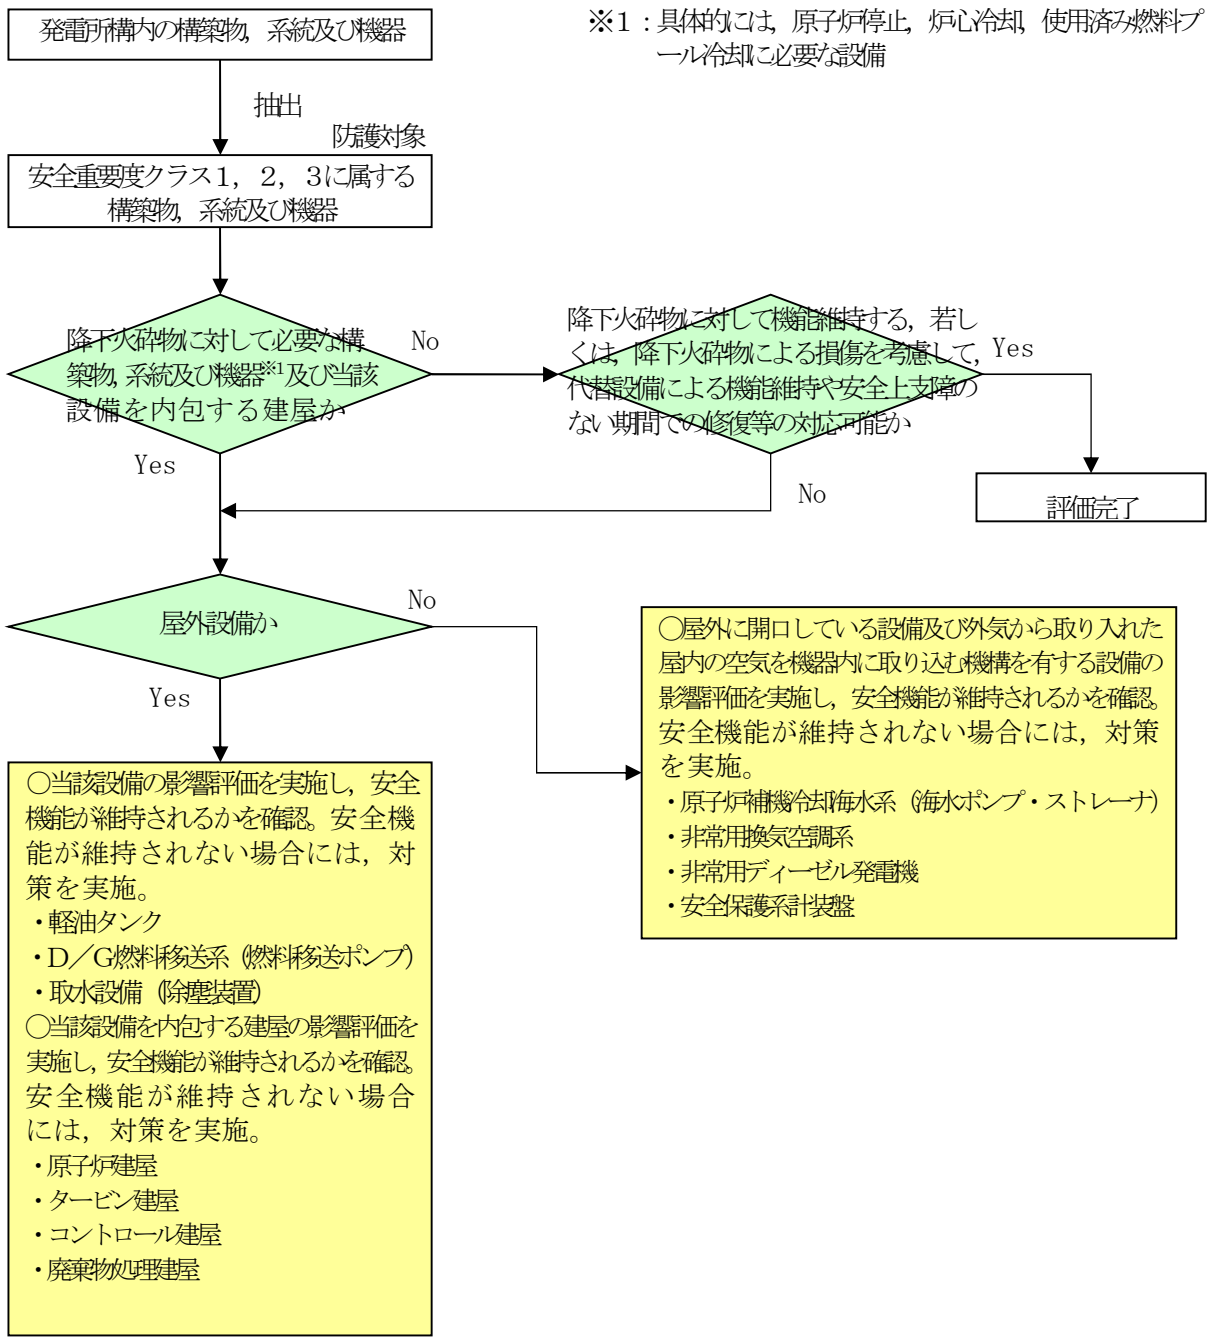 発電所構内の構築物，系統及び機器
※１：具体的には，原子炉停止，炉心冷却，使用済み燃料プ
ール冷却に必要な設備
抽出
防護対象
安全重要度クラス１，２，３に属する
構築物，系統及び機器
降下火砕物に対して必要な構
築物，系統及び機器※1及び当該
設備を内包する建屋か
No
降下火砕物に対して機能維持する，若し
くは，降下火砕物による損傷を考慮して，
代替設備による機能維持や安全上支障の
ない期間での修復等の対応可能か
Yes
Yes
No
評価完了
屋外設備か
No
Yes
○屋外に開口している設備及び外気から取り入れた
屋内の空気を機器内に取り込む機構を有する設備の
影響評価を実施し，安全機能が維持されるかを確認。
安全機能が維持されない場合には，対策
を実施。
・原子炉補機冷却海水系（海水ポンプ・ストレーナ）
・非常用換気空調系
・非常用ディーゼル発電機
・安全保護系計装盤
○当該設備の影響評価を実施し，安全
機能が維持されるかを確認。安全機
能が維持されない場合には，対
策を実施。
・軽油タンク
・Ｄ／Ｇ燃料移送系（燃料移送ポンプ）
・取水設備（除塵装置）
○当該設備を内包する建屋の影響評価を
実施し，安全機能が維持されるかを確認。
安全機能が維持されない場合
には，対策を実施。
・原子炉建屋
・タービン建屋
・コントロール建屋
・廃棄物処理建屋